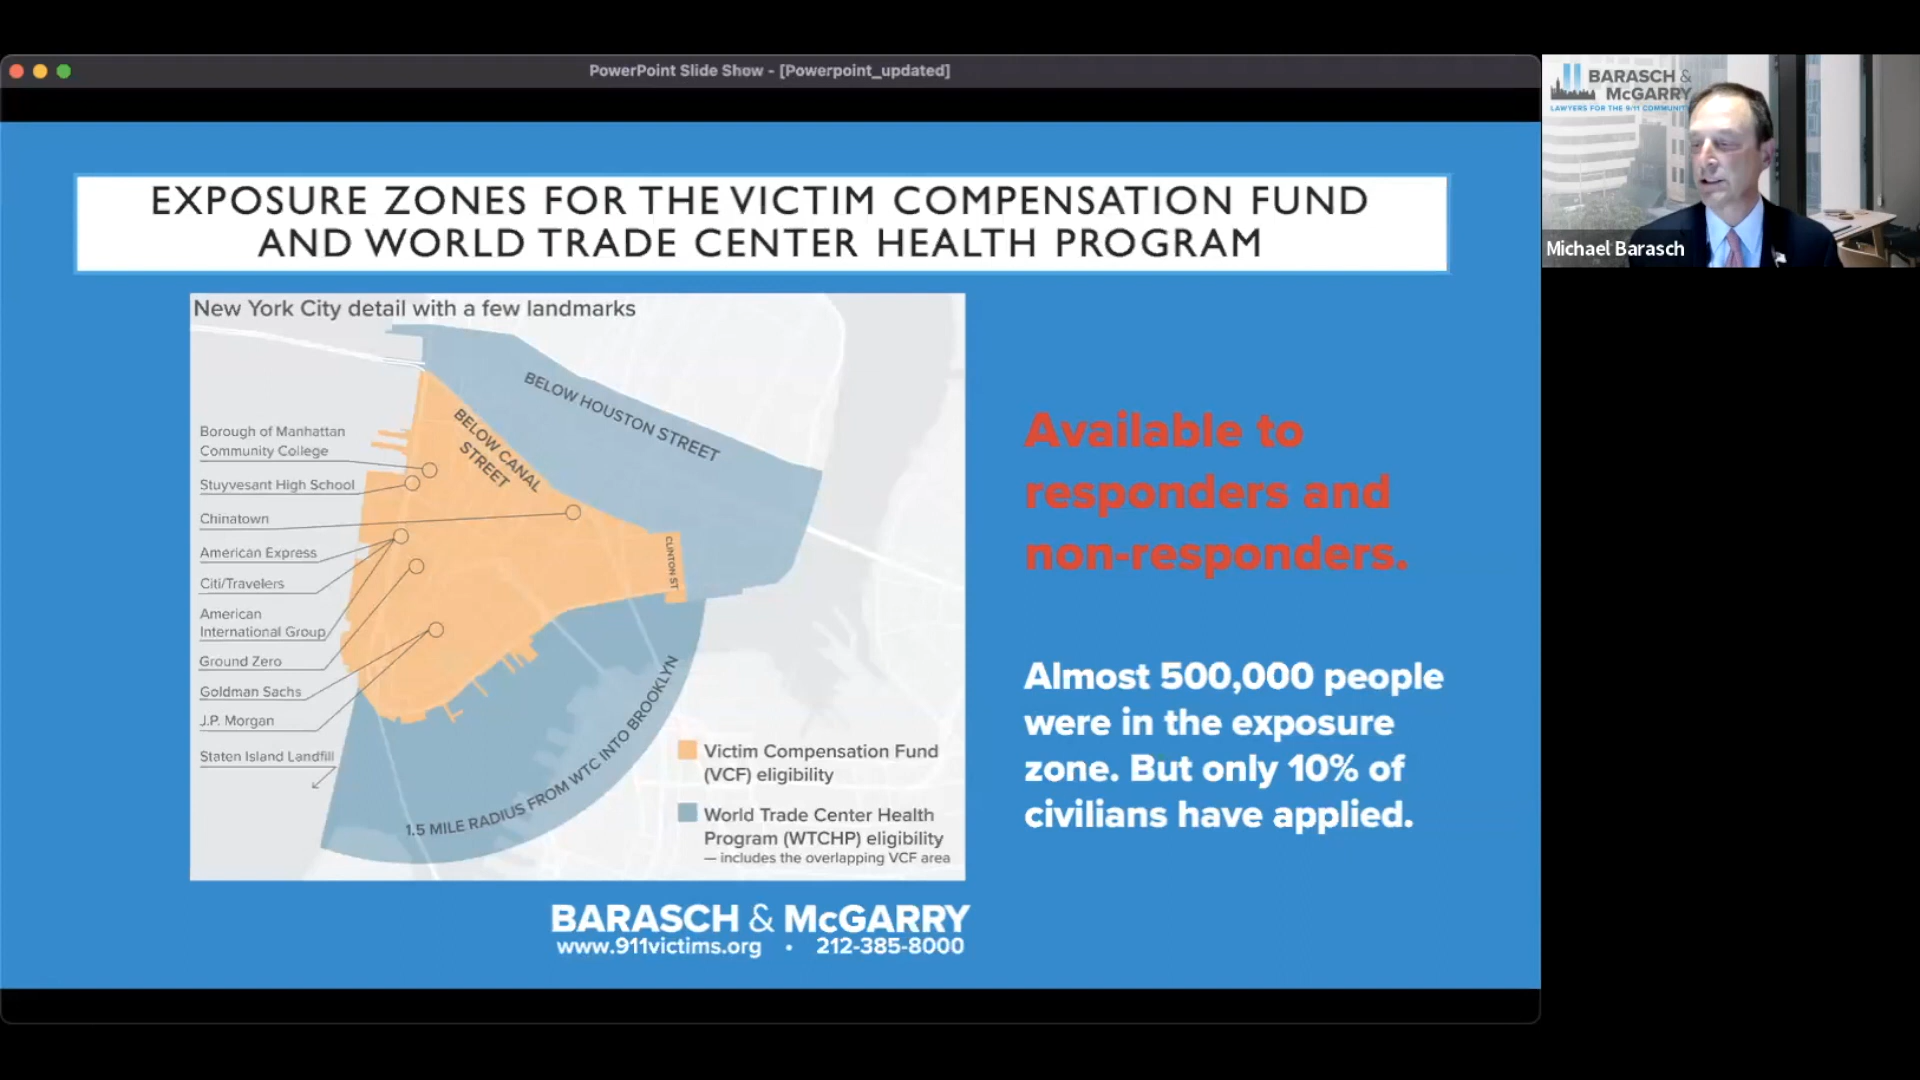 PowerPoint Slide Show - [Powerpoint_updated]
EXPOSURE ZONES FOR THE VICTIM COMPENSATION FUND
AND WORLD TRADE CENTER HEALTH PROGRAM
New York City detail with a few landmarks
BELOW HOUSTON STREET
BELOW CANAL
STREET
CLINTON ST
Borough of Manhattan
Community College
Stuyvesant High School
Chinatown
American Express
Citi/Travelers
American
International Group
Ground Zero
Goldman Sachs
J.P. Morgan
Staten Island Landfill
1.5 MILE RADIUS FROM WTC INTO BROOKLYN
Victim Compensation Fund
(VCF) eligibility
World Trade Center Health
Program (WTCHP) eligibility
— includes the overlapping VCF area
Available to
responders and
non-responders.
Almost 500,000 people
were in the exposure
zone. But only 10% of
civilians have applied.
BARASCH & McGARRY
www.911victims.org • 212-385-8000
BARASCH &
McGARRY
LAWYERS FOR THE 9/11 COMMUNITY
Michael Barasch